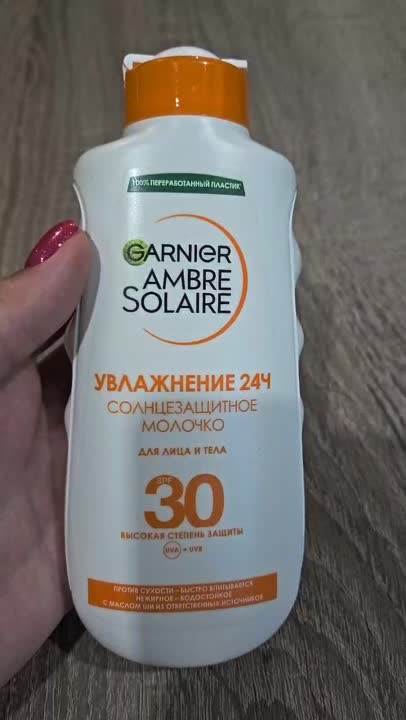 100% ПЕРЕРАБОТАННЫЙ ПЛАСТИК*
GARNIER
AMBRE
SOLAIRE
УВЛАЖНЕНИЕ 24Ч
СОЛНЦЕЗАЩИТНОЕ
МОЛОЧКО
ДЛЯ ЛИЦА И ТЕЛА
SPF
30
ВЫСОКАЯ СТЕПЕНЬ ЗАЩИТЫ
UVA + UVB
ПРОТИВ СУХОСТИ – БЫСТРО ВПИТЫВАЕТСЯ
НЕЖИРНОЕ – ВОДОСТОЙКОЕ
С МАСЛОМ ШИ ИЗ ОТВЕТСТВЕННЫХ ИСТОЧНИКОВ